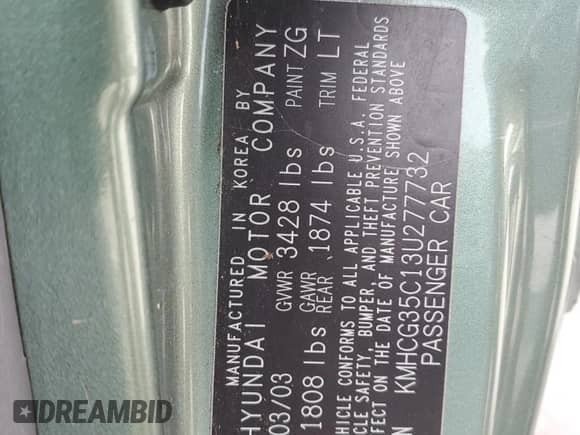 MANUFACTURED IN KOREA BY
HYUNDAI MOTOR COMPANY
03/03 GVWR 3428 lbs PAINT ZG
1808 lbs GAWR REAR 1874 lbs TRIM LT
HICLE CONFORMS TO ALL APPLICABLE U.S.A. FEDERAL
CLE SAFETY, BUMPER, AND THEFT PREVENTION STANDARDS
FECT ON THE DATE OF MANUFACTURE SHOWN ABOVE
KMHCG35C13U277732
PASSENGER CAR
DREAMBID